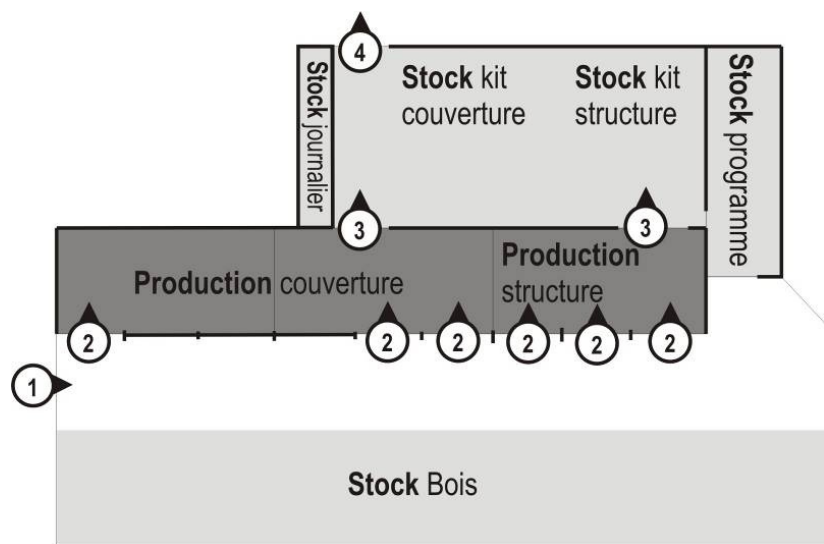 4
Stock journalier
Stock kit
couverture
Stock kit
structure
Stock programme
3
3
Production couverture
Production
structure
2
2
2
2
2
2
1
Stock Bois